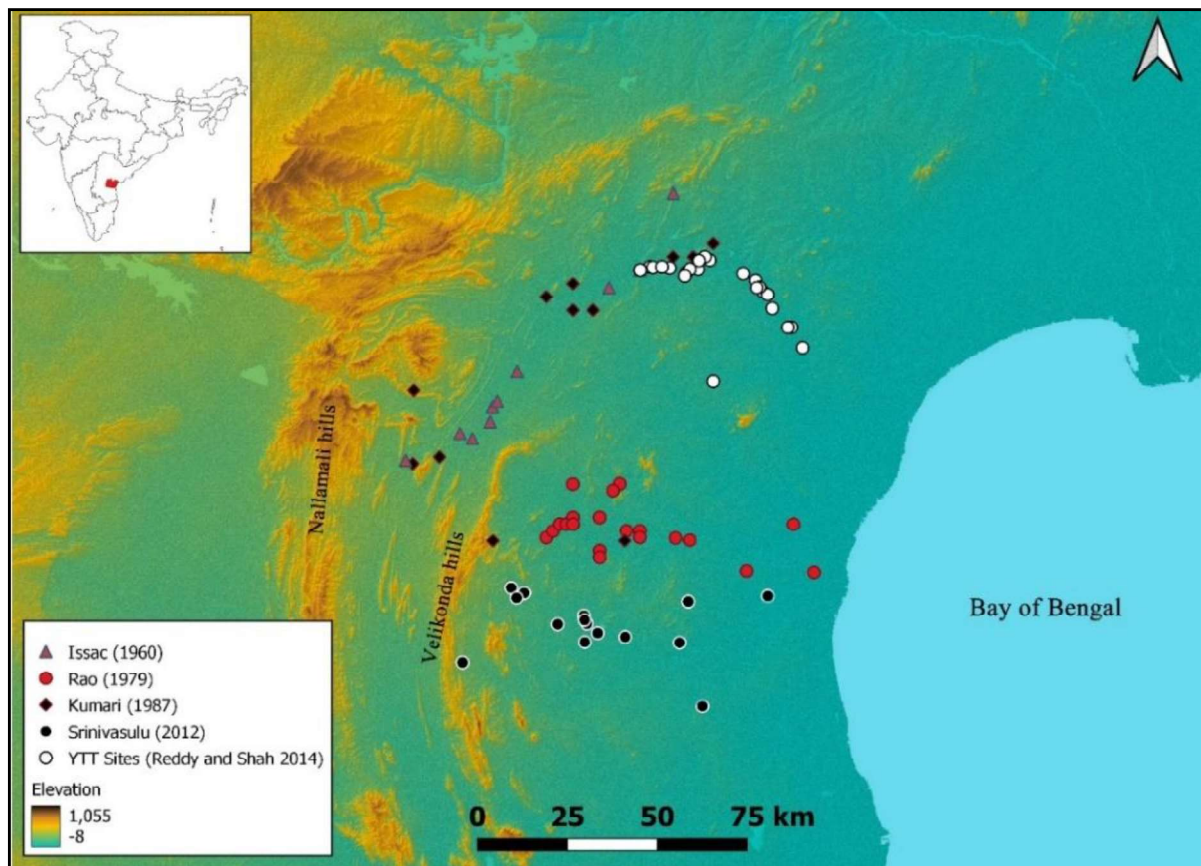 Nallamali hills
Velikonda hills
Bay of Bengal
Issac (1960)
Rao (1979)
Kumari (1987)
Srinivasulu (2012)
YTT Sites (Reddy and Shah 2014)
Elevation
1,055
-8
0 25 50 75 km